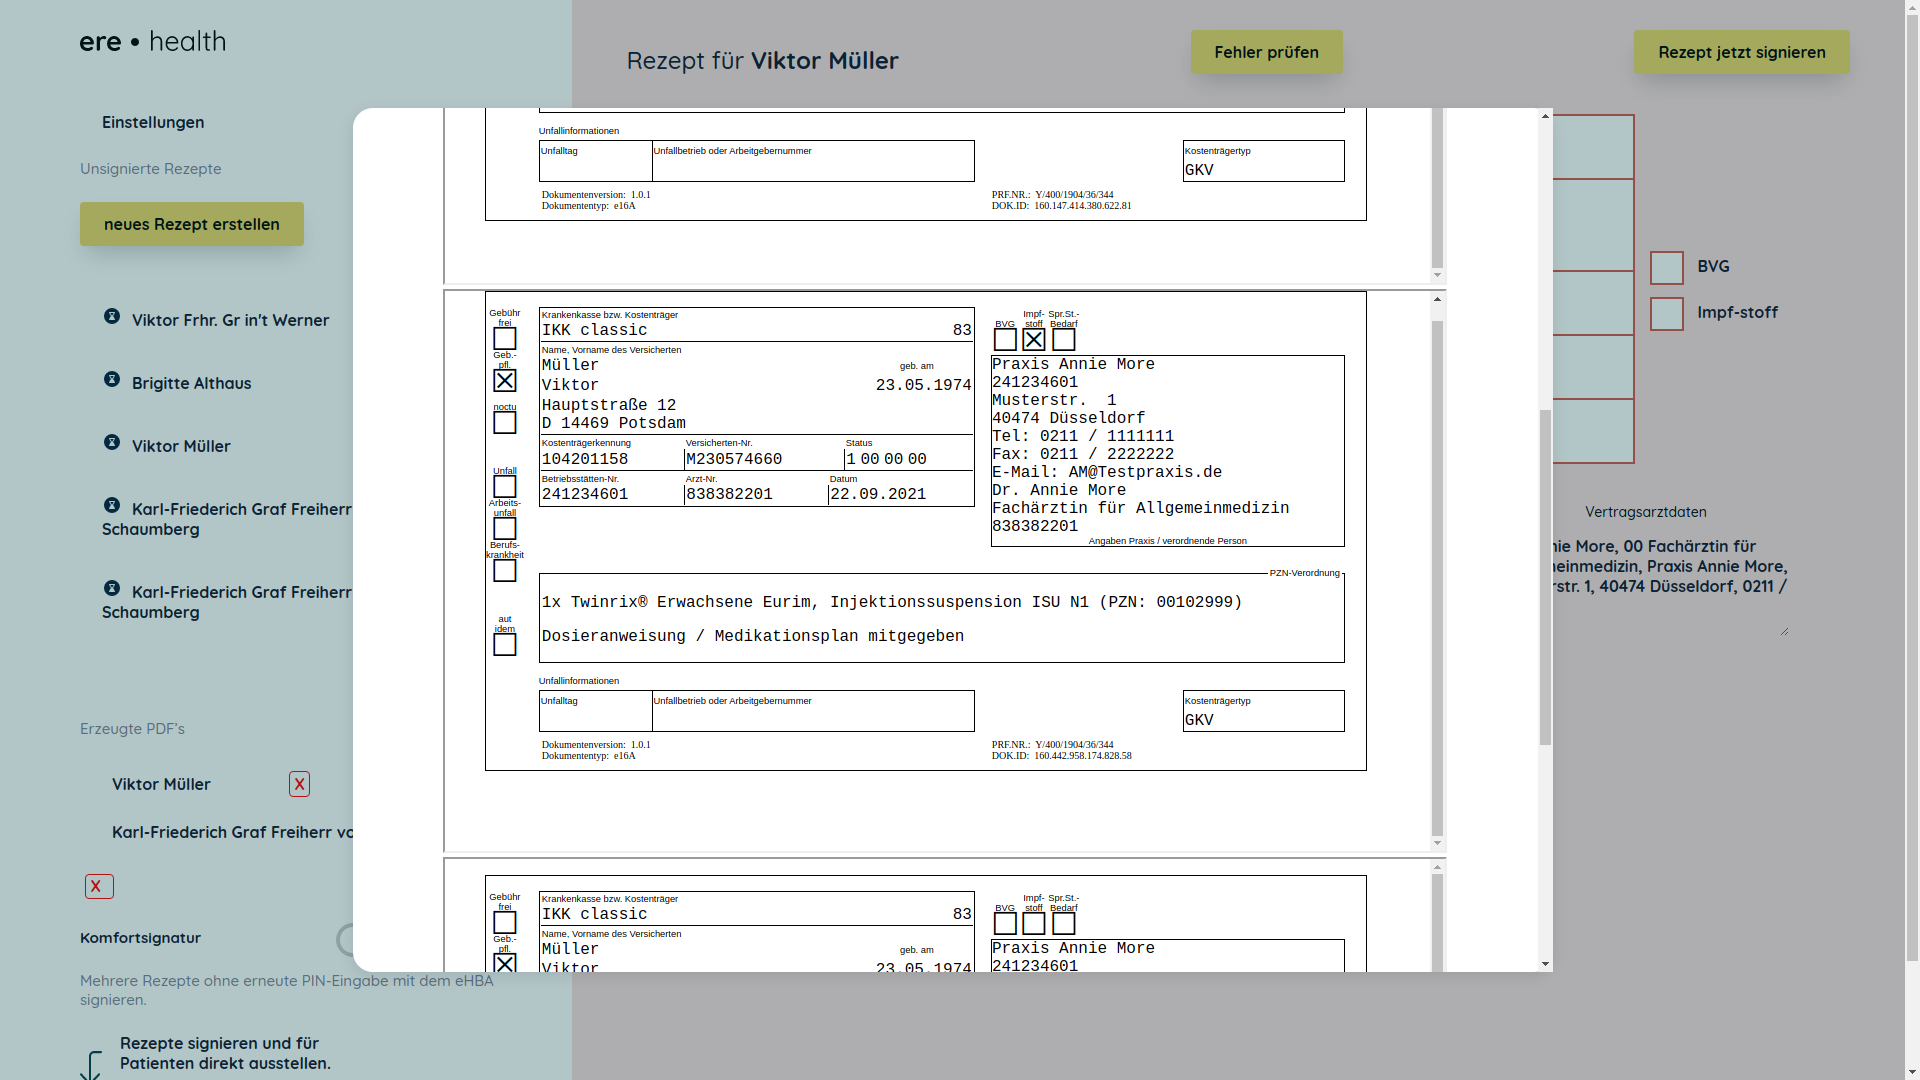 ere • health
Einstellungen
Unsignierte Rezepte
neues Rezept erstellen
Viktor Frhr. Gr in't Werner
Brigitte Althaus
Viktor Müller
Karl-Friederich Graf Freiherr
Schaumberg
Karl-Friederich Graf Freiherr
Schaumberg
Erzeugte PDF's
Viktor Müller
X
Karl-Friederich Graf Freiherr vo
X
Komfortsignatur
Mehrere Rezepte ohne erneute PIN-Eingabe mit dem eHBA
signieren.
Rezepte signieren und für
Patienten direkt ausstellen.
Rezept für Viktor Müller
Fehler prüfen
Rezept jetzt signieren
Unfallinformationen
Unfalltag
Unfallbetrieb oder Arbeitgebernummer
Kostenträgertyp
GKV
Dokumentenversion: 1.0.1
Dokumententyp: e16A
PRF.NR.: Y/400/1904/36/344
DOK.ID: 160.147.414.380.622.81
Gebühr
frei
Geb.-
pfl.
noctu
Unfall
Arbeits-
unfall
Berufs-
krankheit
aut
idem
Krankenkasse bzw. Kostenträger
IKK classic 83
Name, Vorname des Versicherten
Müller
geb. am
Viktor 23.05.1974
Hauptstraße 12
D 14469 Potsdam
Kostenträgerkennung Versicherten-Nr. Status
104201158 M230574660 1 00 00 00
Betriebsstätten-Nr. Arzt-Nr. Datum
241234601 838382201 22.09.2021
BVG
Impf-
stoff
Spr.St.-
Bedarf
Praxis Annie More
241234601
Musterstr. 1
40474 Düsseldorf
Tel: 0211 / 1111111
Fax: 0211 / 2222222
E-Mail: AM@Testpraxis.de
Dr. Annie More
Fachärztin für Allgemeinmedizin
838382201
Angaben Praxis / verordnende Person
PZN-Verordnung
1x Twinrix® Erwachsene Eurim, Injektionssuspension ISU N1 (PZN: 00102999)
Dosieranweisung / Medikationsplan mitgegeben
Unfallinformationen
Unfalltag
Unfallbetrieb oder Arbeitgebernummer
Kostenträgertyp
GKV
Dokumentenversion: 1.0.1
Dokumententyp: e16A
PRF.NR.: Y/400/1904/36/344
DOK.ID: 160.442.958.174.828.58
Gebühr
frei
Geb.-
pfl.
Krankenkasse bzw. Kostenträger
IKK classic 83
Name, Vorname des Versicherten
Müller
geb. am
Viktor 23.05.1974
BVG
Impf-
stoff
Spr.St.-
Bedarf
Praxis Annie More
241234601
BVG
Impf-stoff
Vertragsarztdaten
nie More, 00 Fachärztin für
einmedizin, Praxis Annie More,
rstr. 1, 40474 Düsseldorf, 0211 /